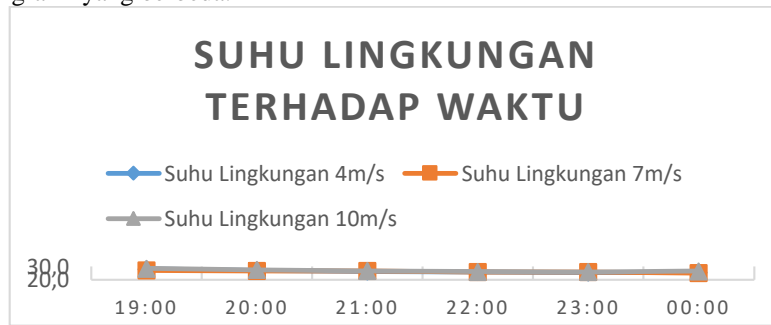 SUHU LINGKUNGAN
TERHADAP WAKTU
Suhu Lingkungan 4m/s Suhu Lingkungan 7m/s
Suhu Lingkungan 10m/s
30,0
20,0
19:00 20:00 21:00 22:00 23:00 00:00